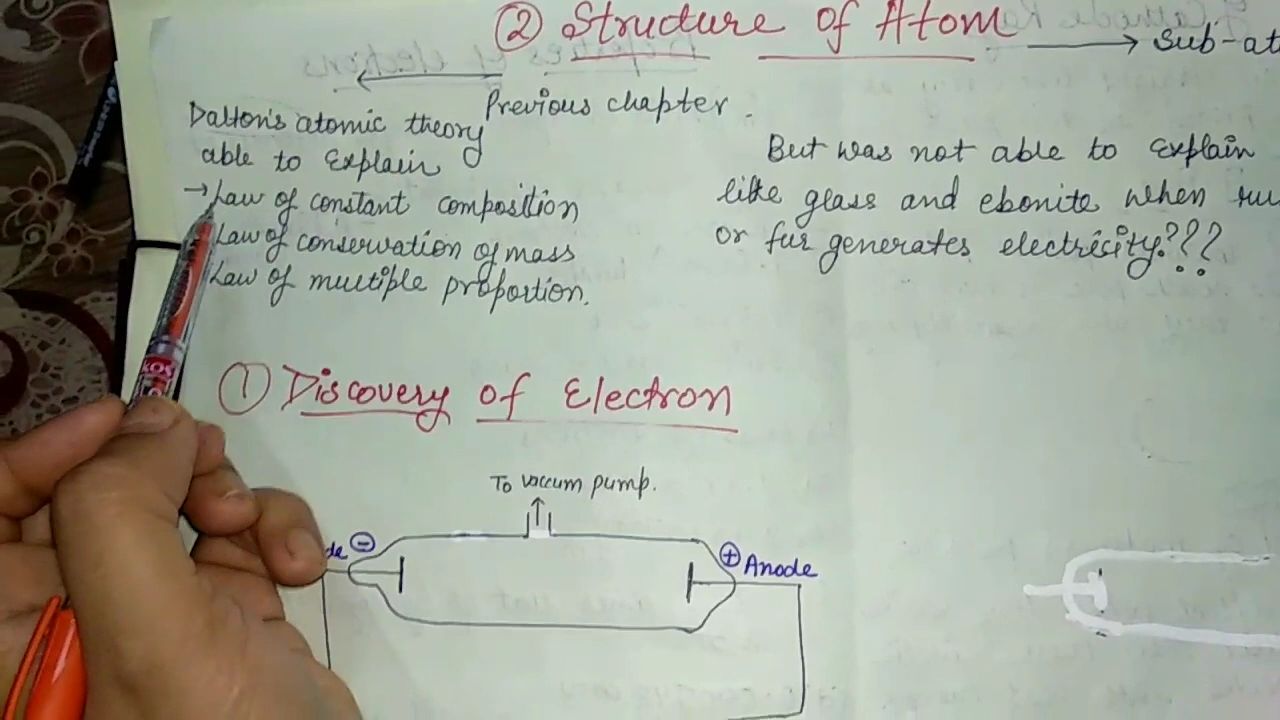 ② Structure of Atom
→ Sub-at
Previous chapter.
Dalton's atomic theory
able to Explain
→ Law of constant composition
Law of conservation of mass
Law of multiple proportion.
But was not able to Explain
like glass and ebonite when ru
or fur generates electricity???
① Discovery of Electron
To vaccum pump.
de ⊖
⊕ Anode